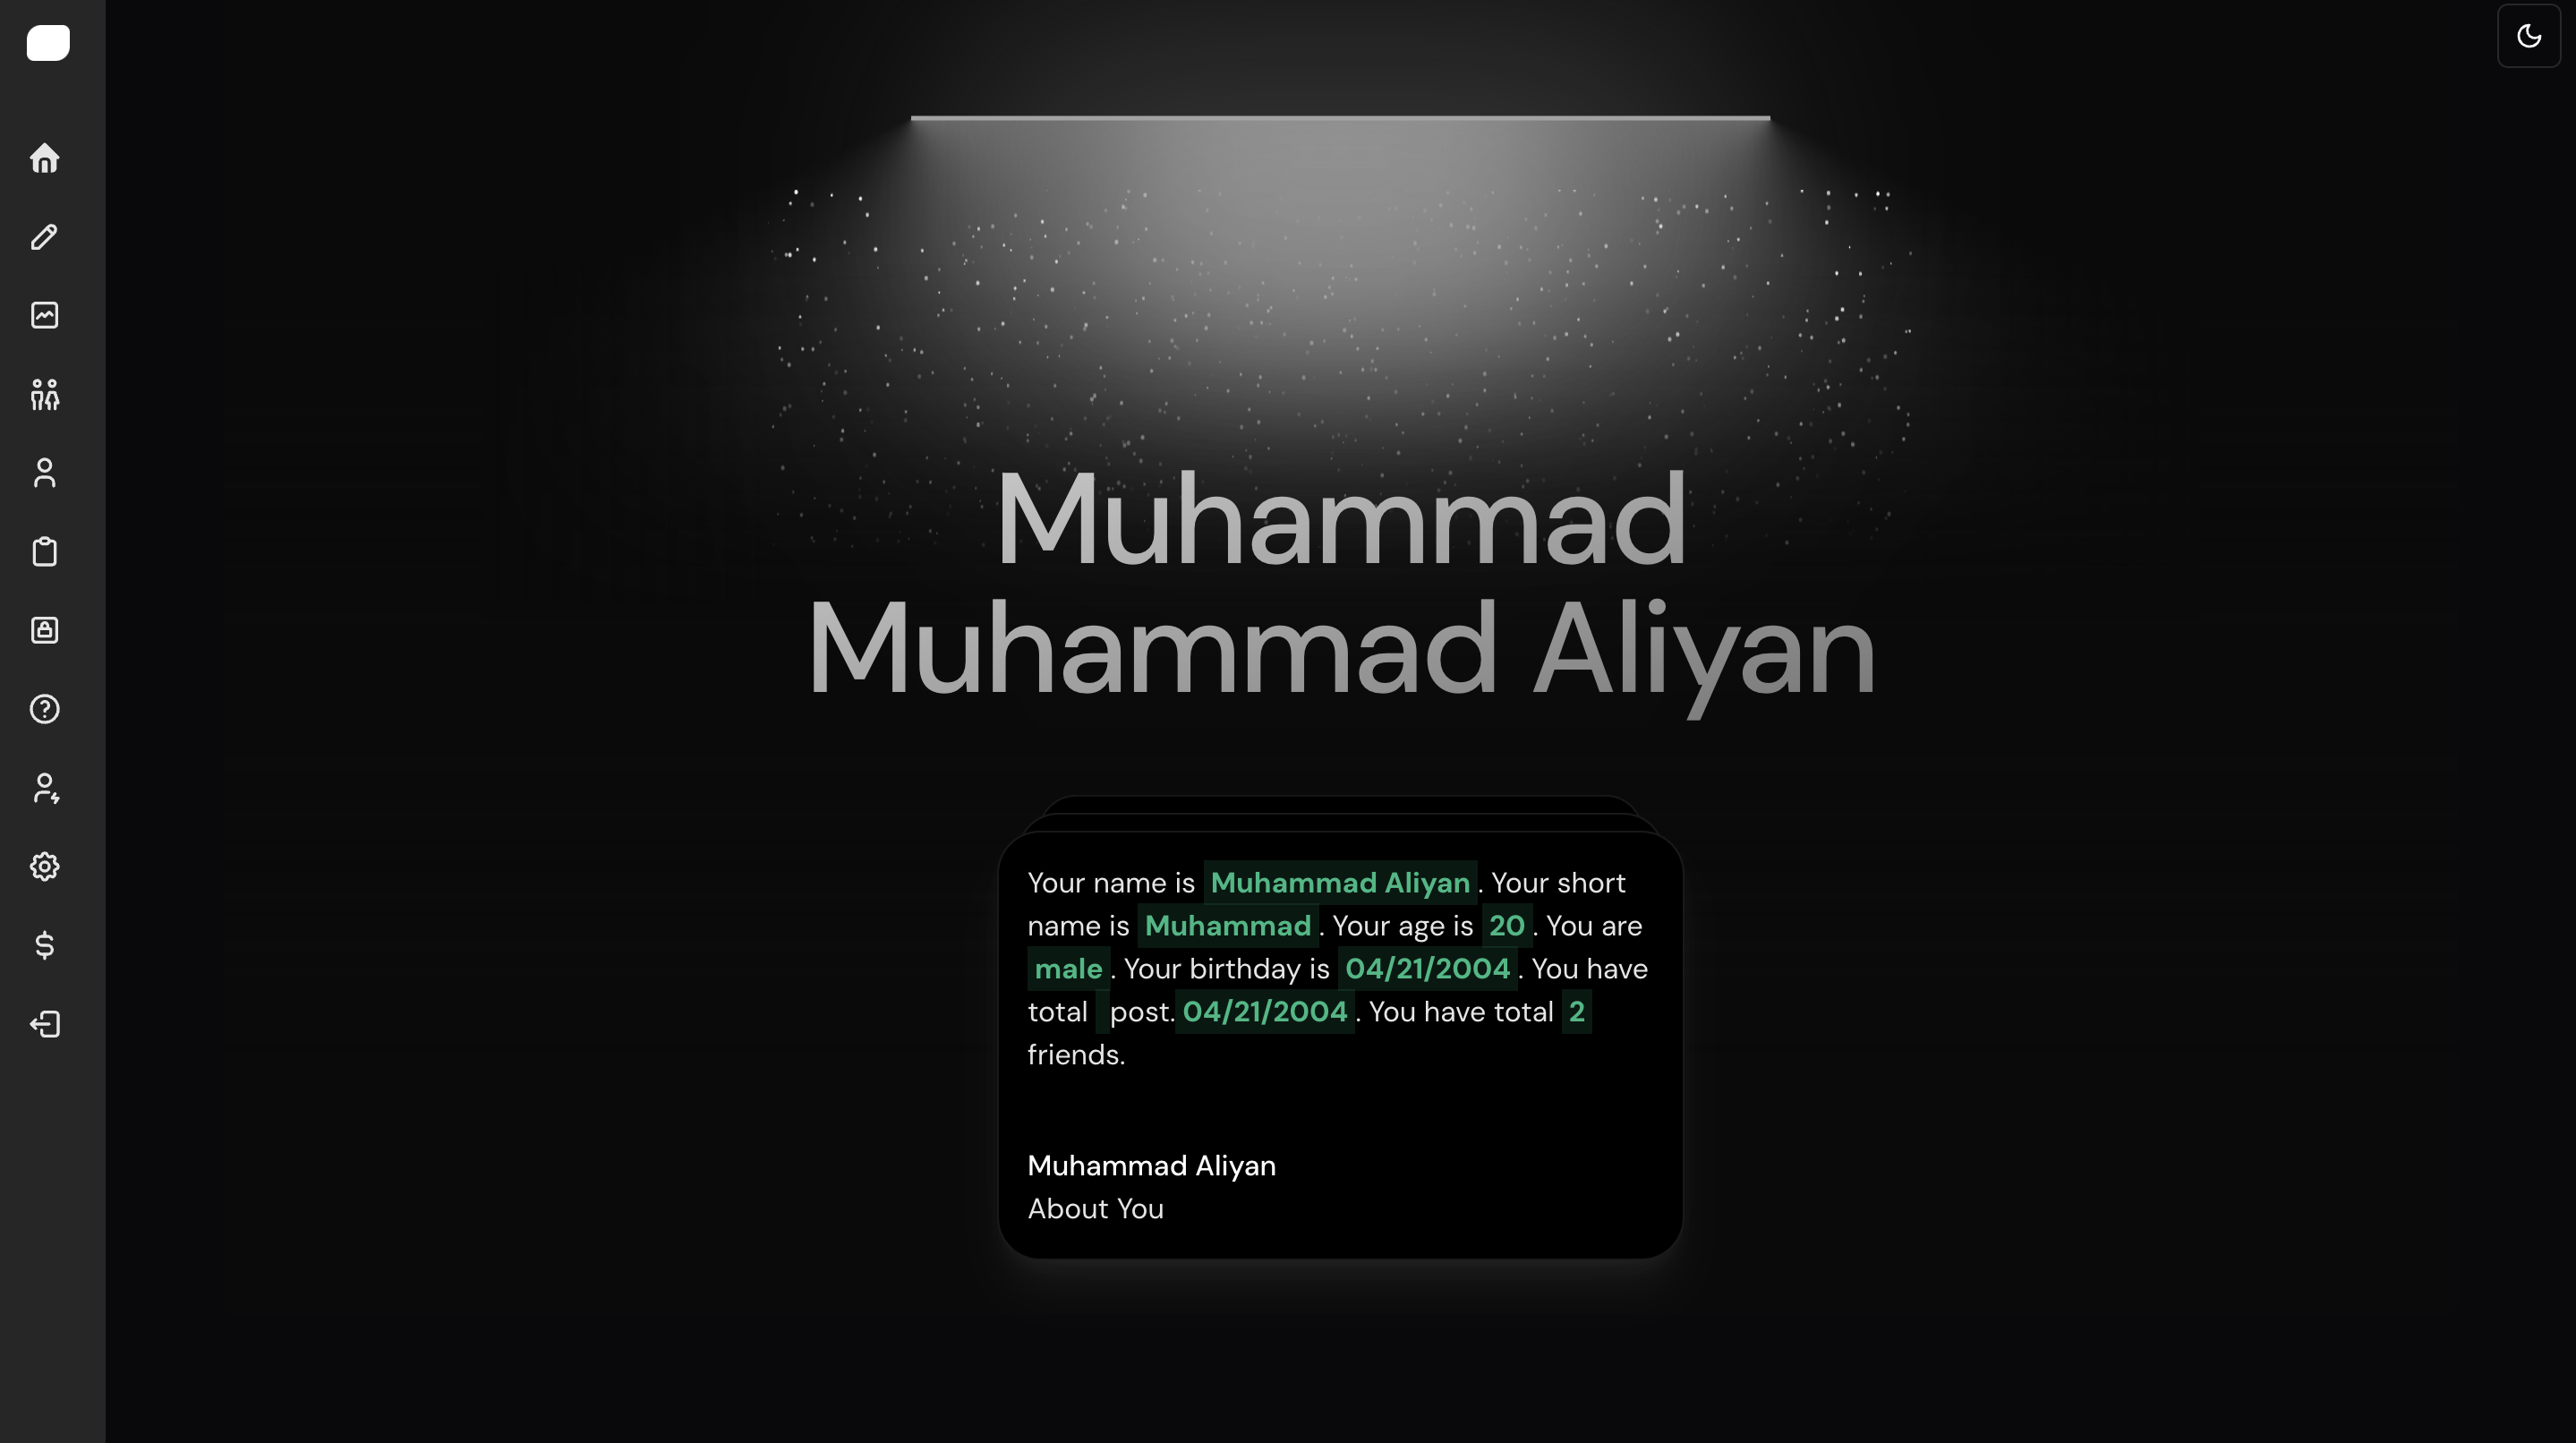 Muhammad
Muhammad Aliyan
Your name is Muhammad Aliyan . Your short
name is Muhammad . Your age is 20 . You are
male . Your birthday is 04/21/2004 . You have
total post. 04/21/2004 . You have total 2
friends.
Muhammad Aliyan
About You